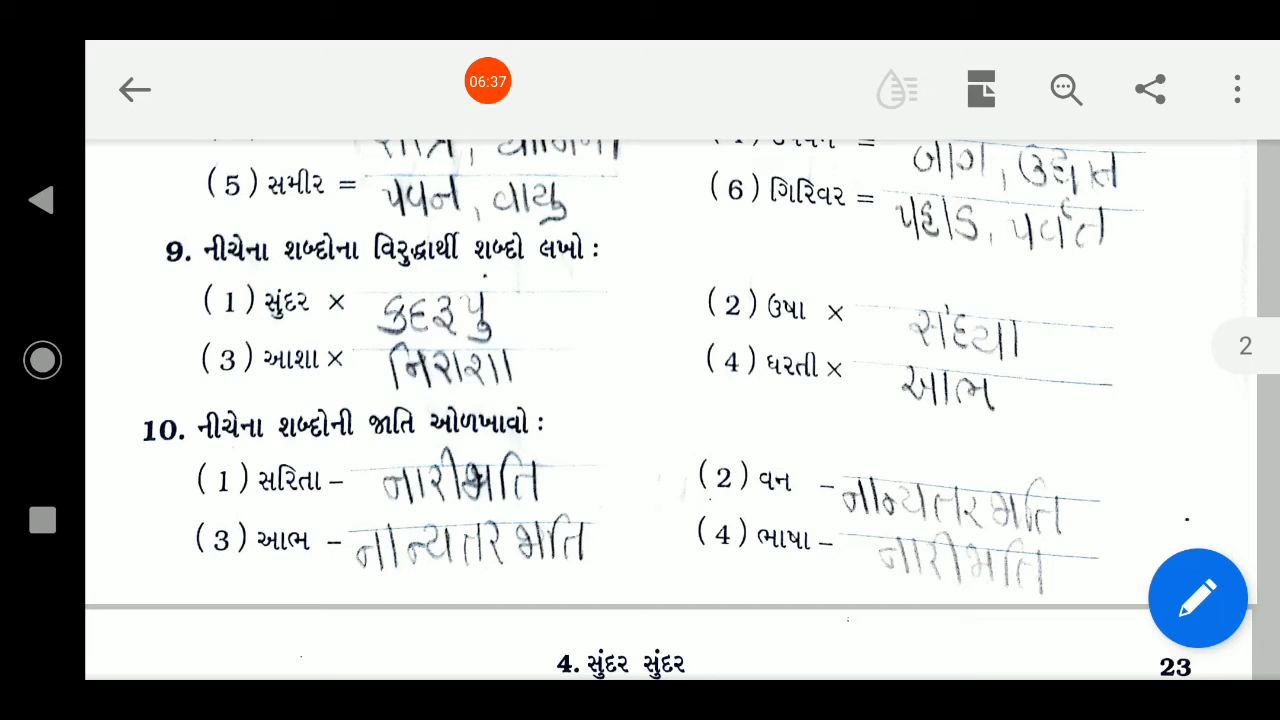 06:37
(5) સમીર = પવન, વાયુ
બાગ, ઉદ્યાન
(6) ગિરિવર = પહાડ, પર્વત
9. નીચેના શબ્દોના વિરુદ્ધાર્થી શબ્દો લખો :
(1) સુંદર × કદરૂપું
(2) ઉષા × સંધ્યા
(3) આશા × નિરાશા
(4) ધરતી × આભ
2
10. નીચેના શબ્દોની જાતિ ઓળખાવો :
(1) સરિતા – નારીજાતિ
(2) વન – નાન્યતર જાતિ
(3) આભ – નાન્યતર જાતિ
(4) ભાષા – નારીજાતિ
4. સુંદર સુંદર
23